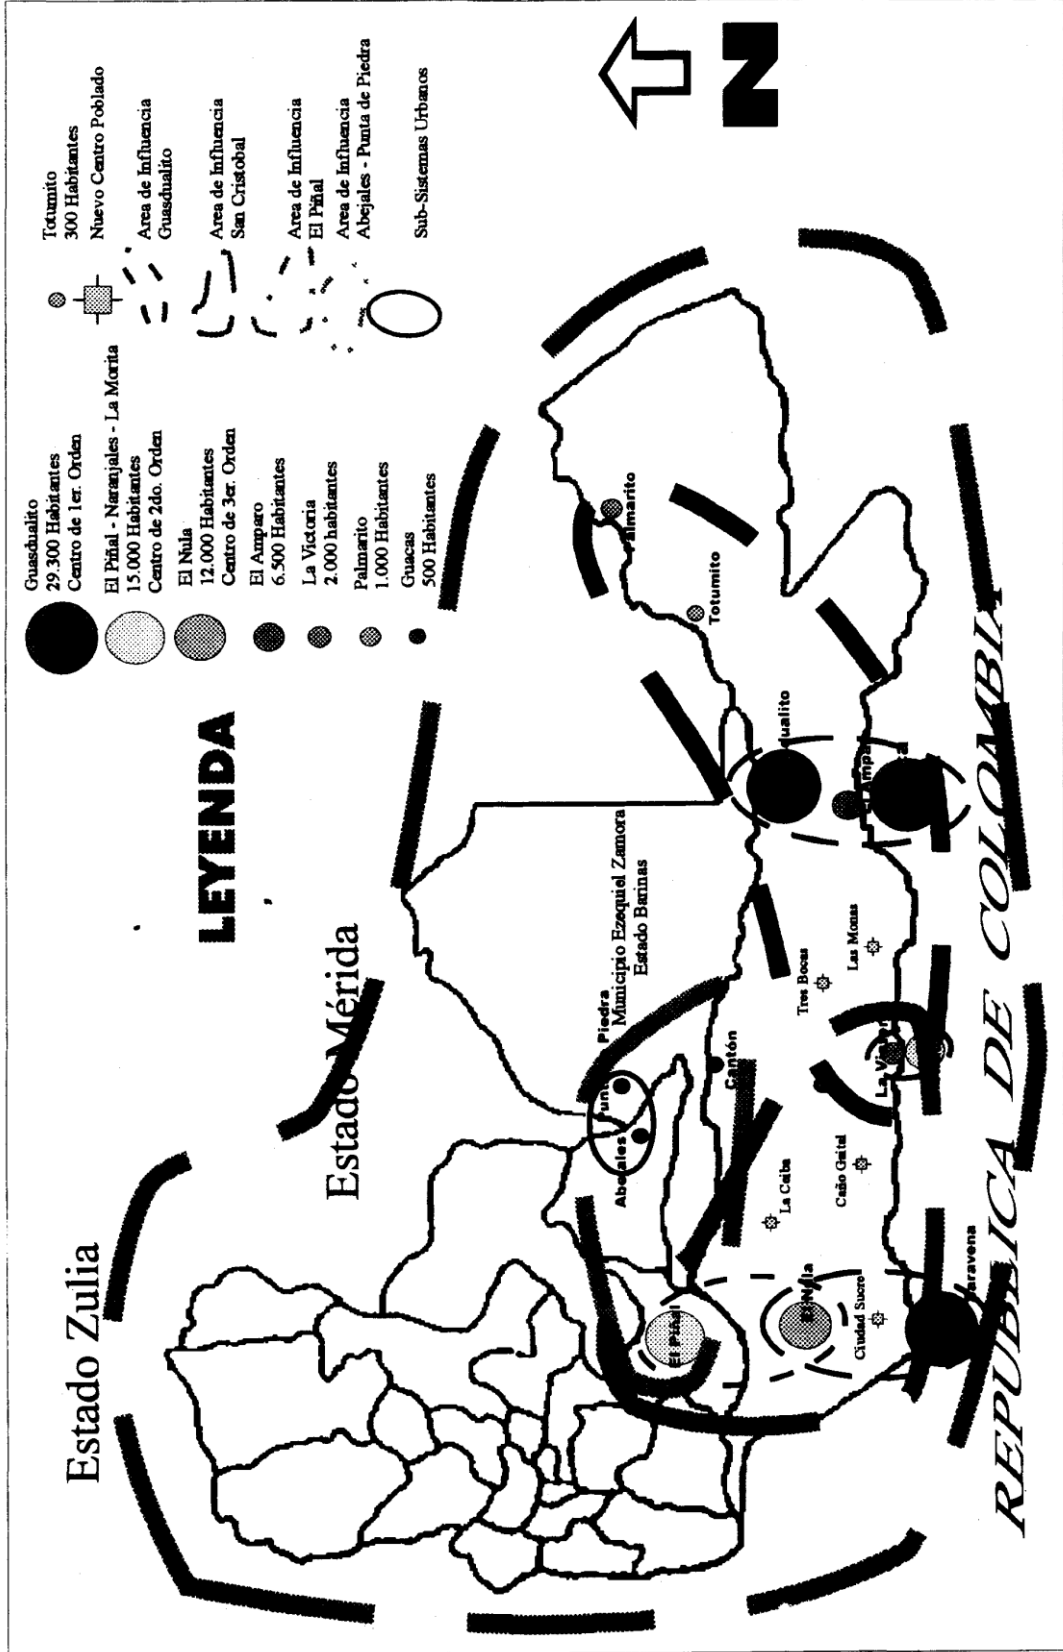 LEYENDA
Guasdualito
29.300 Habitantes
Centro de 1er. Orden
El Piñal - Naranjales - La Morita
15.000 Habitantes
Centro de 2do. Orden
El Nula
12.000 Habitantes
Centro de 3er. Orden
El Amparo
6.500 Habitantes
La Victoria
2.000 habitantes
Palmarito
1.000 Habitantes
Guacas
500 Habitantes
Totumito
300 Habitantes
Nuevo Centro Poblado
Area de Influencia
Guasdualito
Area de Influencia
San Cristobal
Area de Influencia
El Piñal
Area de Influencia
Abejales - Punta de Piedra
Sub-Sistemas Urbanos
N
Estado Zulia
Estado Mérida
Municipio Ezequiel Zamora
Estado Barinas
Piedra
Abejales
Cantón
Palmarito
Totumito
Tres Bocas
Las Monas
La Ceiba
Caño Gaital
Ciudad Sucre
El Piñal
El Nula
REPUBLICA DE COLOMBIA